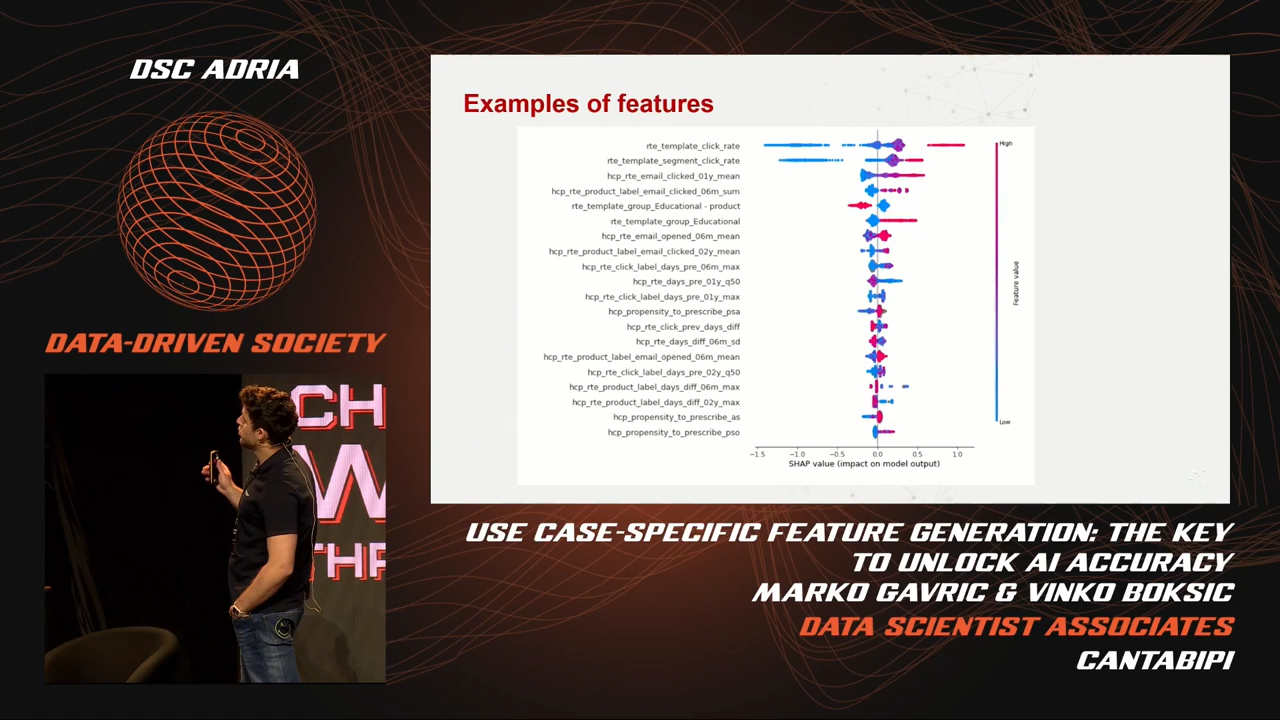 DSC ADRIA
DATA-DRIVEN SOCIETY
CH
W
THR
Examples of features
rte_template_click_rate
rte_template_segment_click_rate
hcp_rte_email_clicked_01y_mean
hcp_rte_product_label_email_clicked_06m_sum
rte_template_group_Educational - product
rte_template_group_Educational
hcp_rte_email_opened_06m_mean
hcp_rte_product_label_email_clicked_02y_mean
hcp_rte_click_label_days_pre_06m_max
hcp_rte_days_pre_01y_q50
hcp_rte_click_label_days_pre_01y_max
hcp_propensity_to_prescribe_psa
hcp_rte_click_prev_days_diff
hcp_rte_days_diff_06m_sd
hcp_rte_product_label_email_opened_06m_mean
hcp_rte_click_label_days_pre_02y_q50
hcp_rte_product_label_days_diff_06m_max
hcp_rte_product_label_days_diff_02y_max
hcp_propensity_to_prescribe_as
hcp_propensity_to_prescribe_pso
−1.5 −1.0 −0.5 0.0 0.5 1.0
SHAP value (impact on model output)
High
Feature value
Low
USE CASE-SPECIFIC FEATURE GENERATION: THE KEY
TO UNLOCK AI ACCURACY
MARKO GAVRIC & VINKO BOKSIC
DATA SCIENTIST ASSOCIATES
CANTABIPI